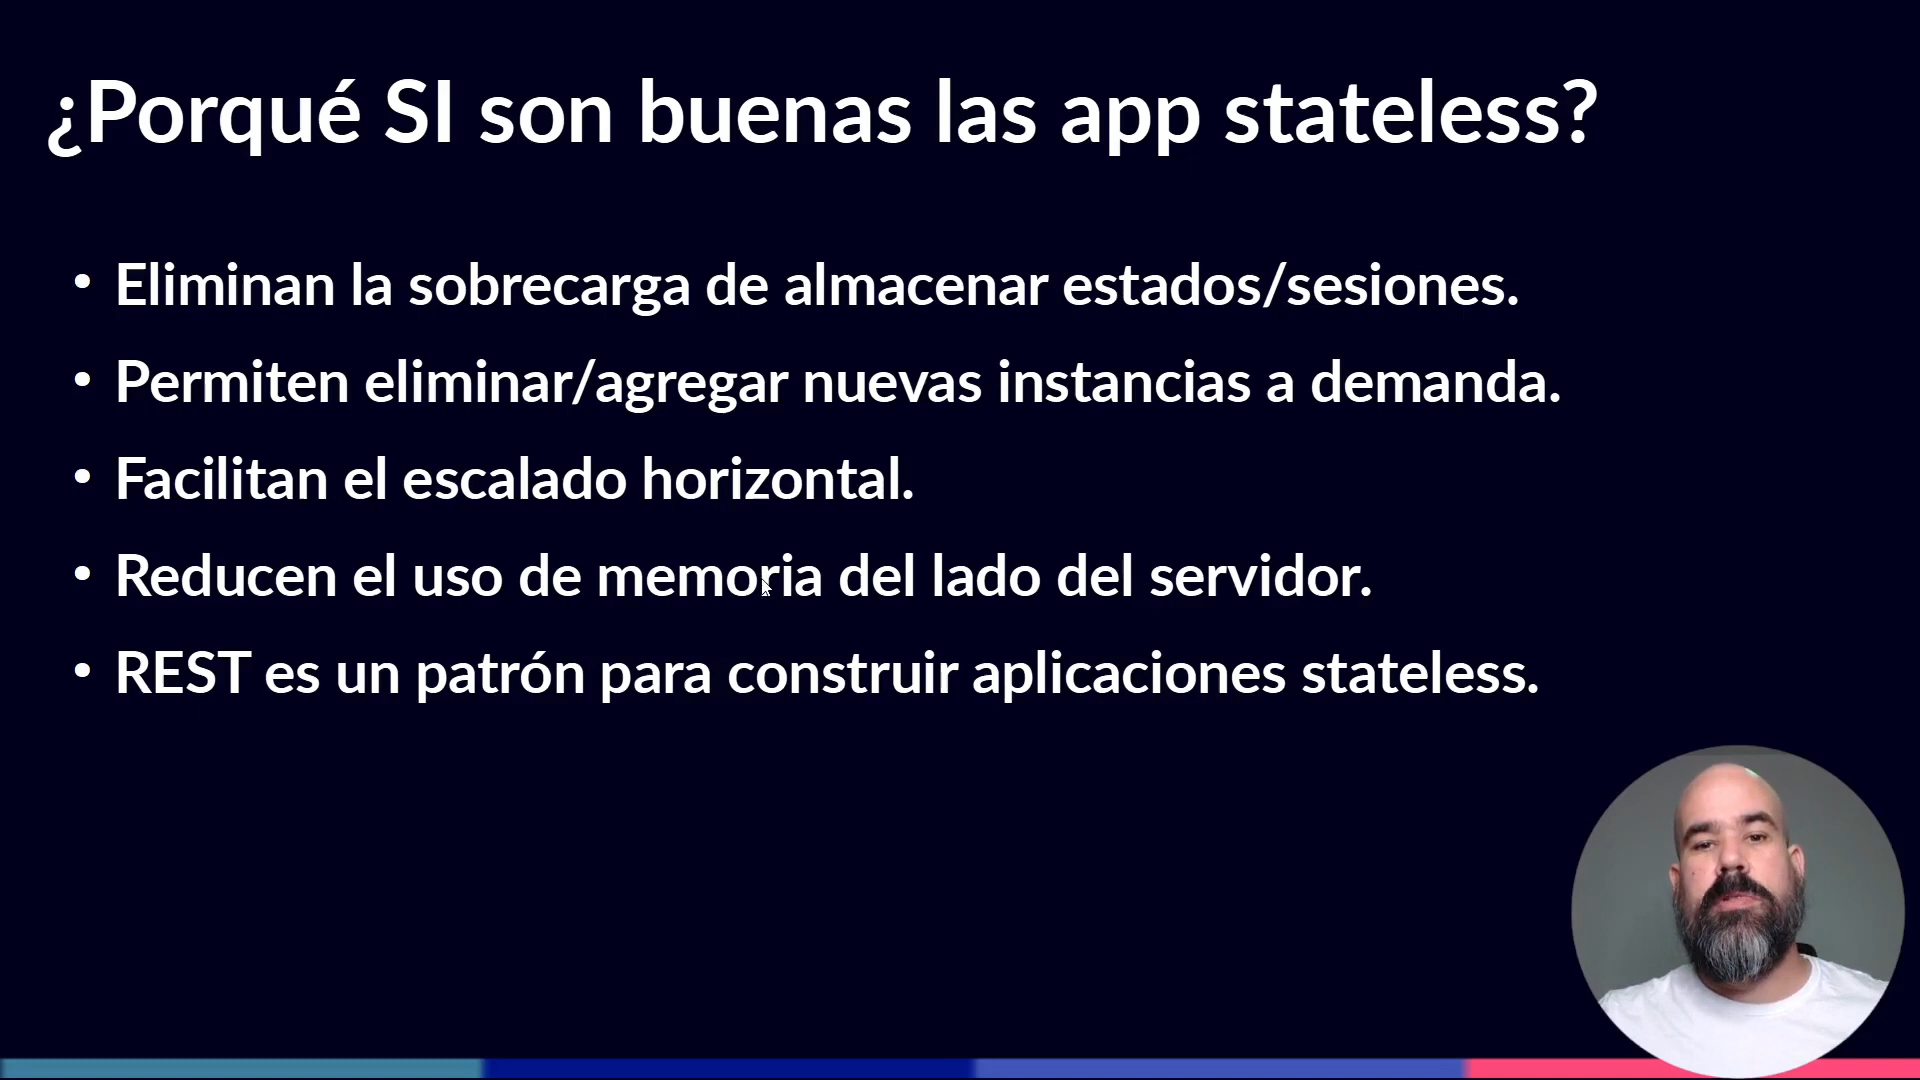 ¿Porqué SI son buenas las app stateless?
• Eliminan la sobrecarga de almacenar estados/sesiones.
• Permiten eliminar/agregar nuevas instancias a demanda.
• Facilitan el escalado horizontal.
• Reducen el uso de memoria del lado del servidor.
• REST es un patrón para construir aplicaciones stateless.